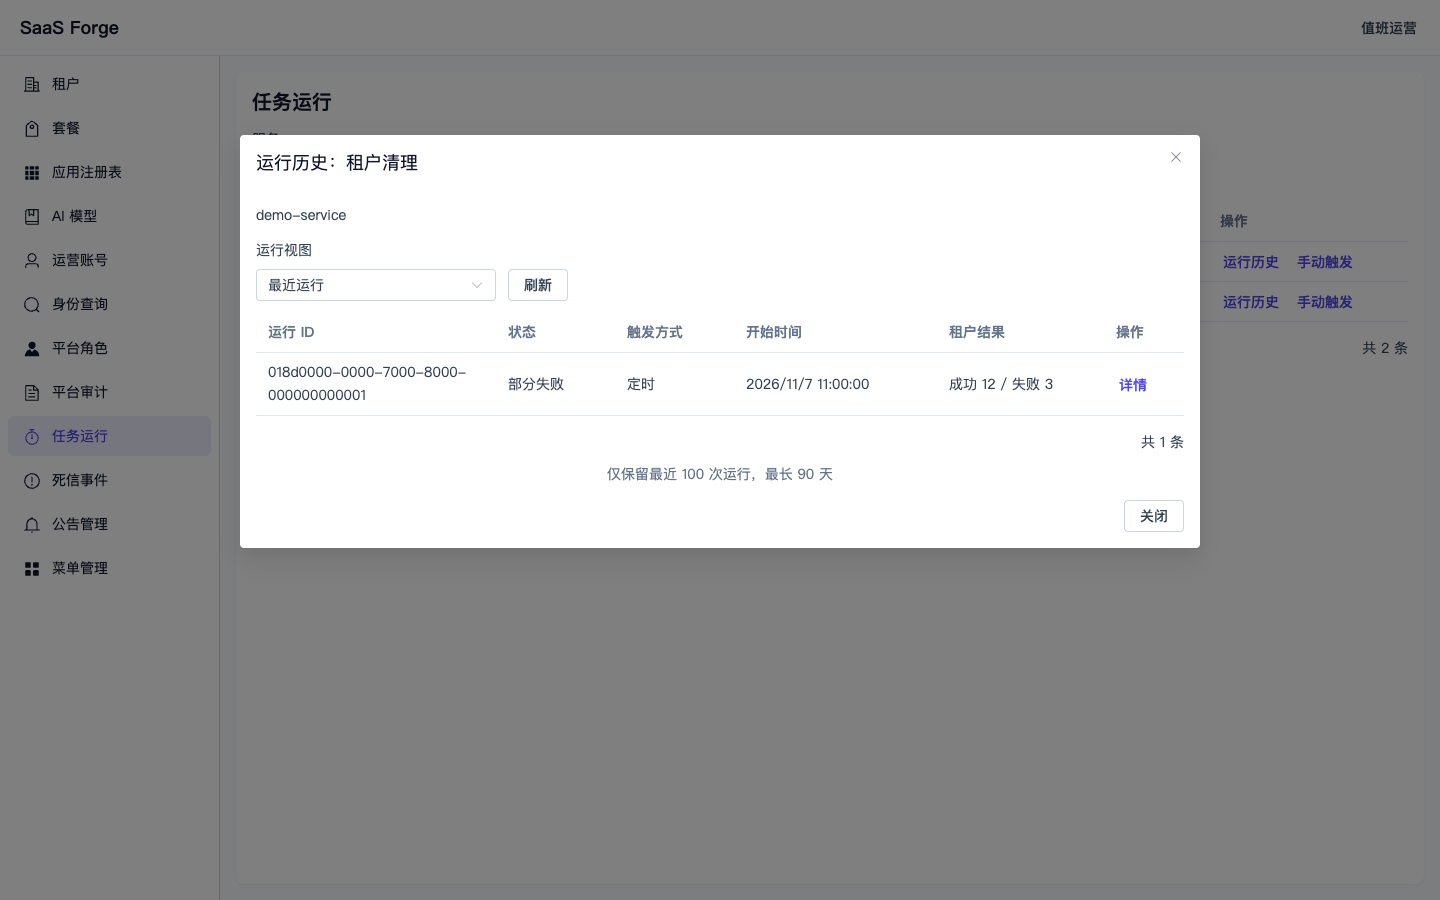 SaaS Forge
值班运营
租户
套餐
应用注册表
AI 模型
运营账号
身份查询
平台角色
平台审计
任务运行
死信事件
公告管理
菜单管理
任务运行
操作
运行历史 手动触发
运行历史 手动触发
共 2 条
运行历史：租户清理
demo-service
运行视图
最近运行
刷新
运行 ID 状态 触发方式 开始时间 租户结果 操作
018d0000-0000-7000-8000-
000000000001
部分失败 定时 2026/11/7 11:00:00 成功 12 / 失败 3 详情
共 1 条
仅保留最近 100 次运行，最长 90 天
关闭